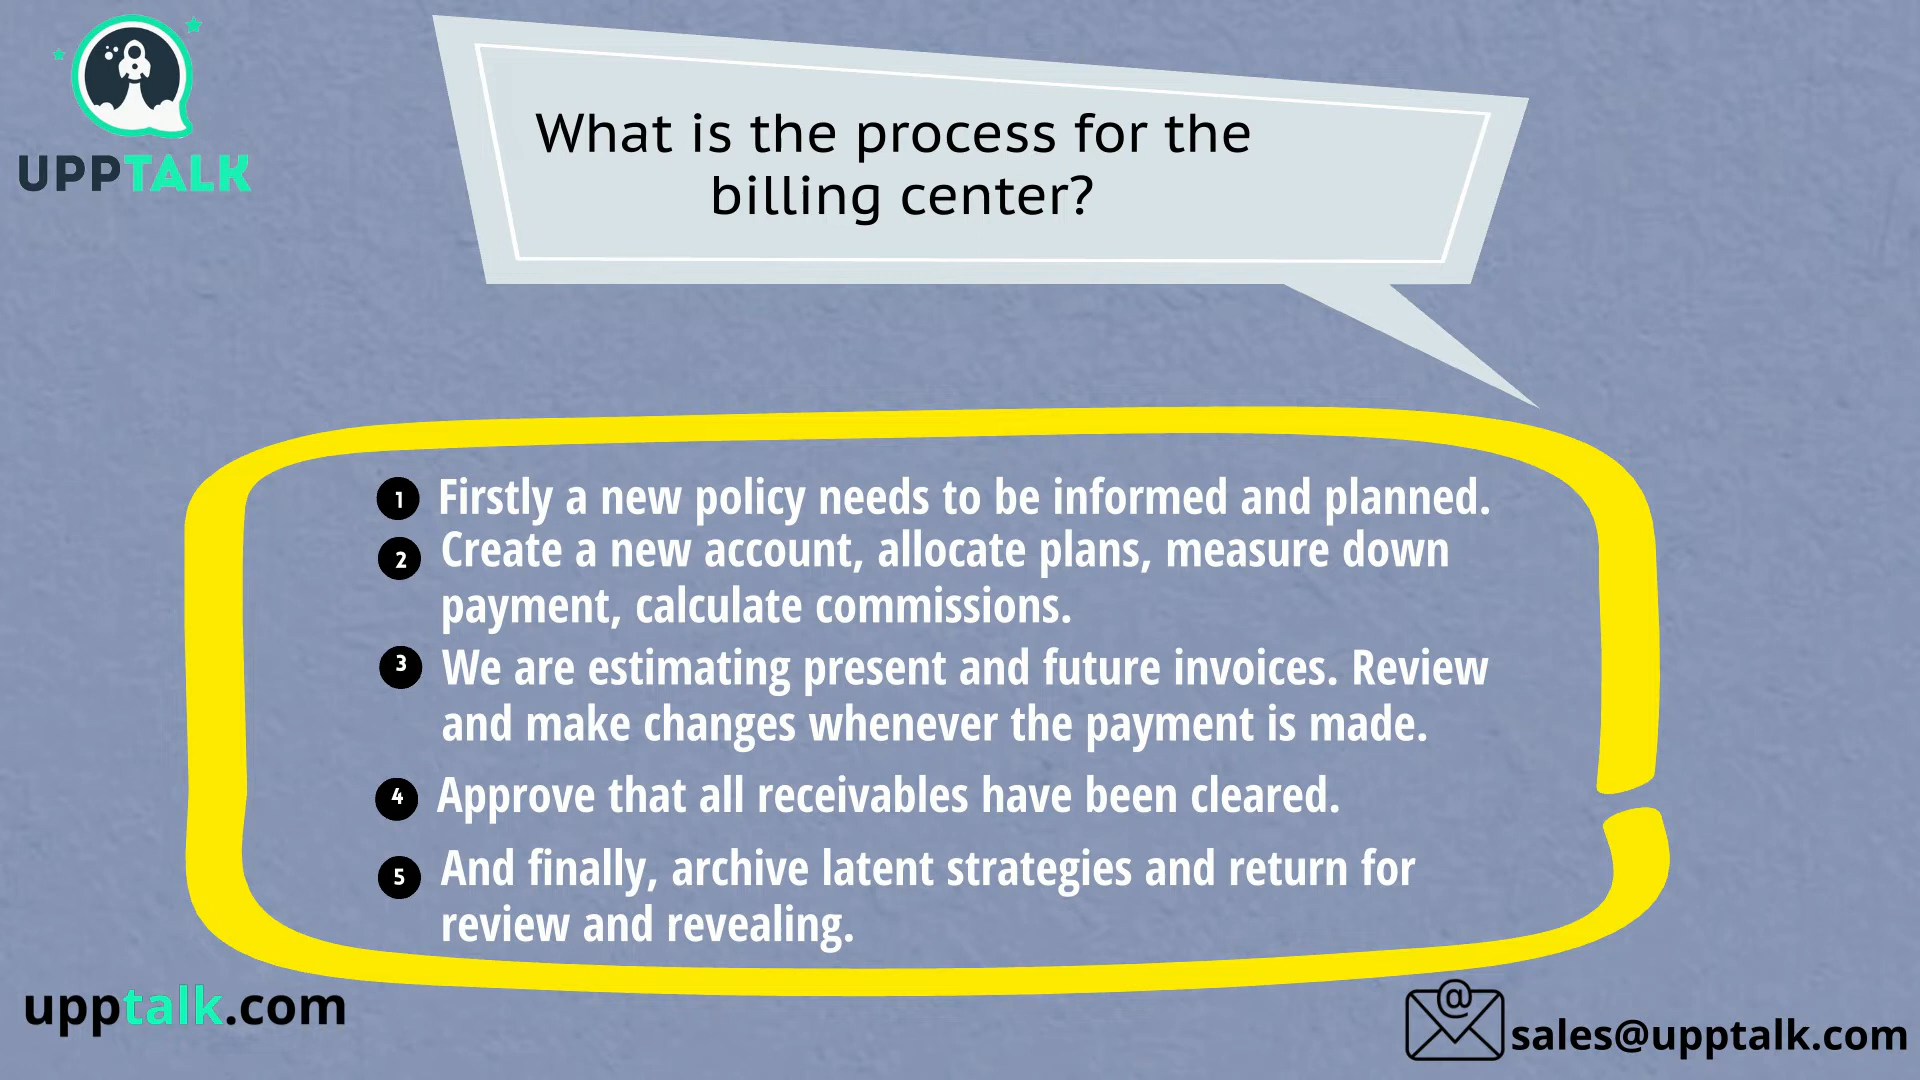 UPPTALK
What is the process for the
billing center?
1 Firstly a new policy needs to be informed and planned.
2 Create a new account, allocate plans, measure down
payment, calculate commissions.
3 We are estimating present and future invoices. Review
and make changes whenever the payment is made.
4 Approve that all receivables have been cleared.
5 And finally, archive latent strategies and return for
review and revealing.
upptalk.com
@ sales@upptalk.com